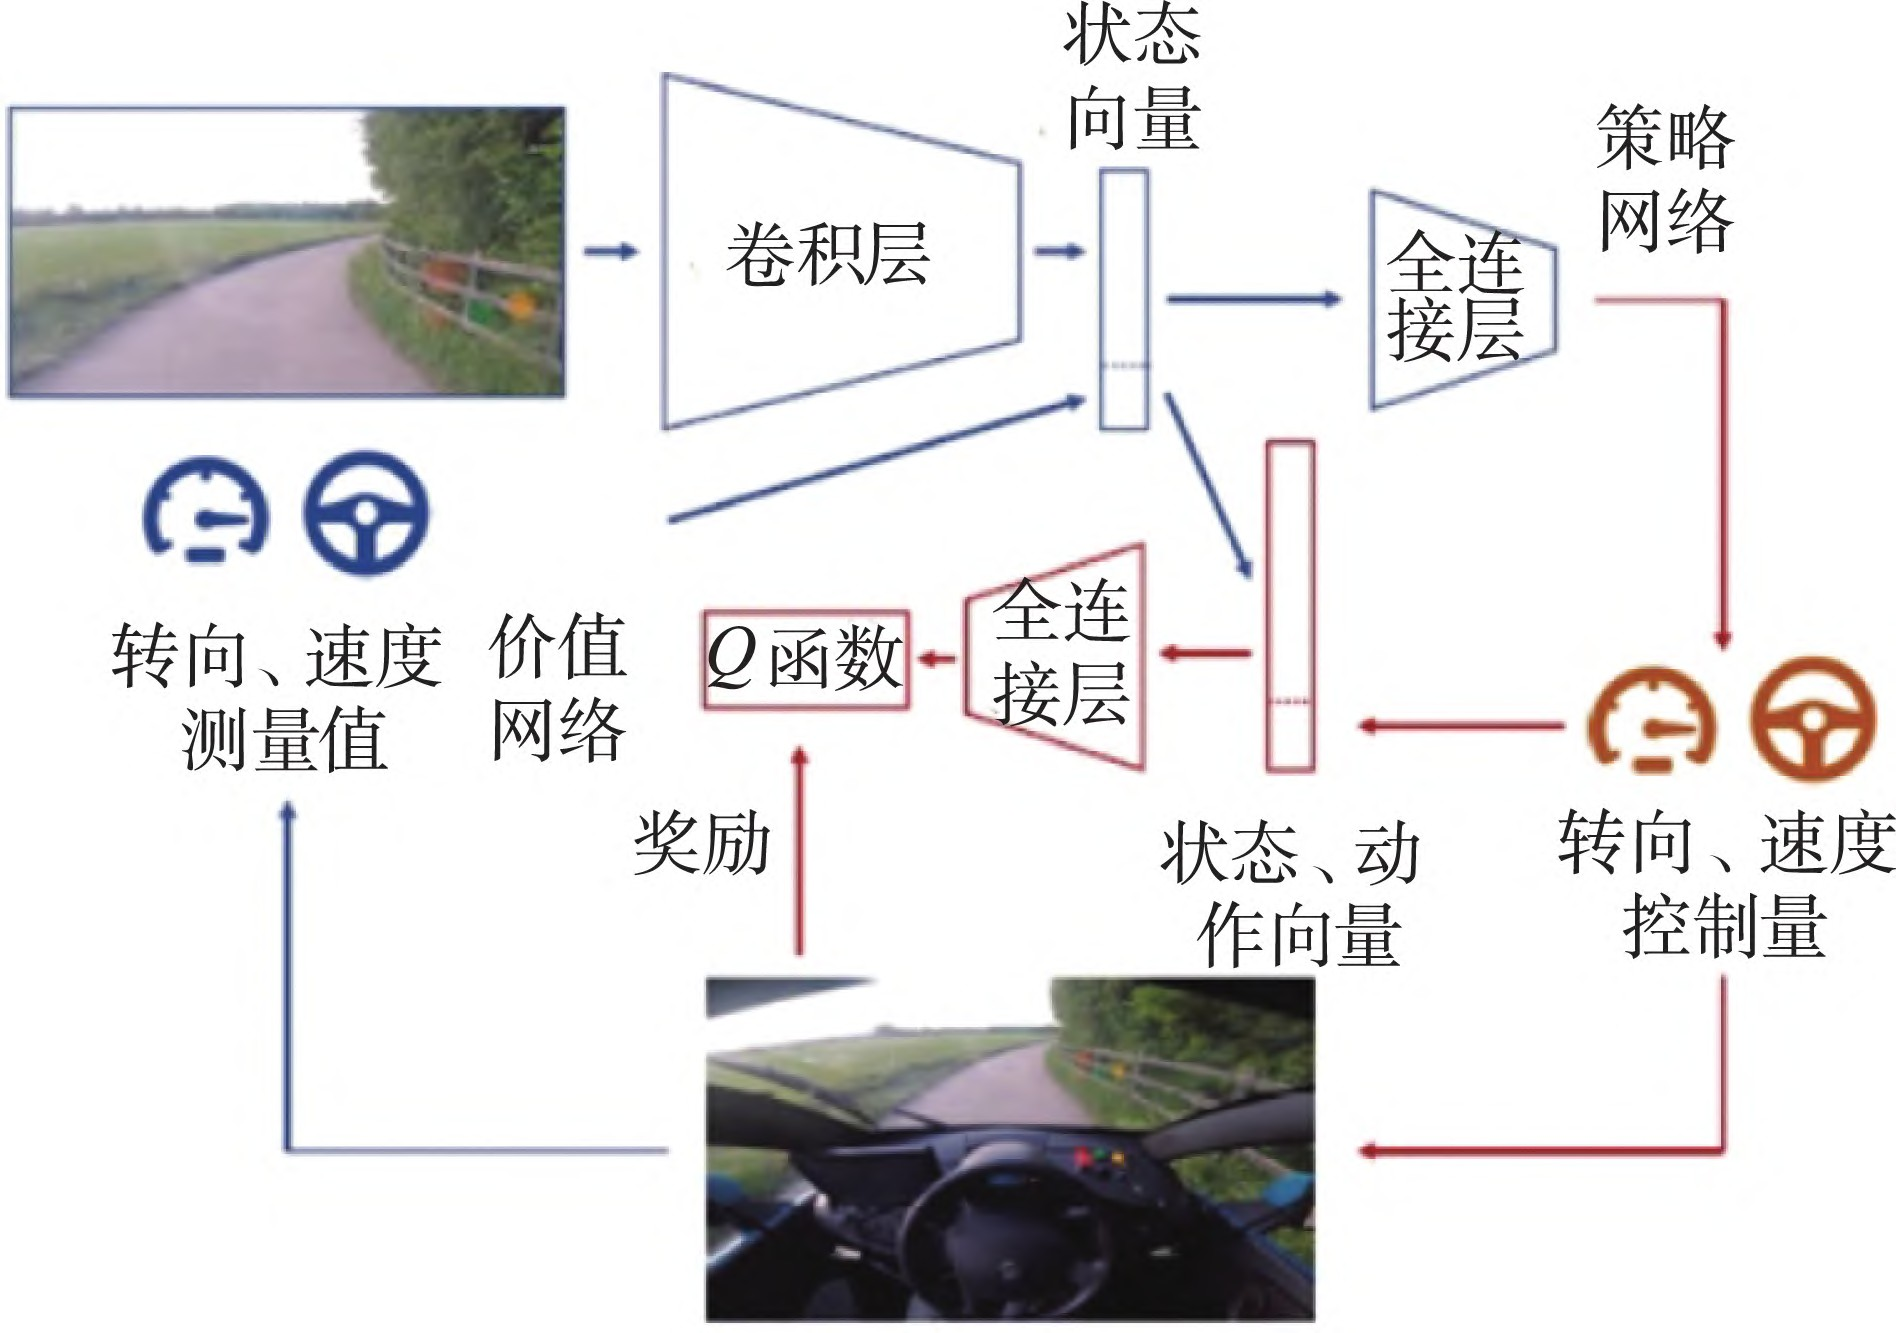 状态
向量
策略
网络
卷积层
全连
接层
转向、速度
测量值
价值
网络
Q函数
全连
接层
奖励
状态、动
作向量
转向、速度
控制量